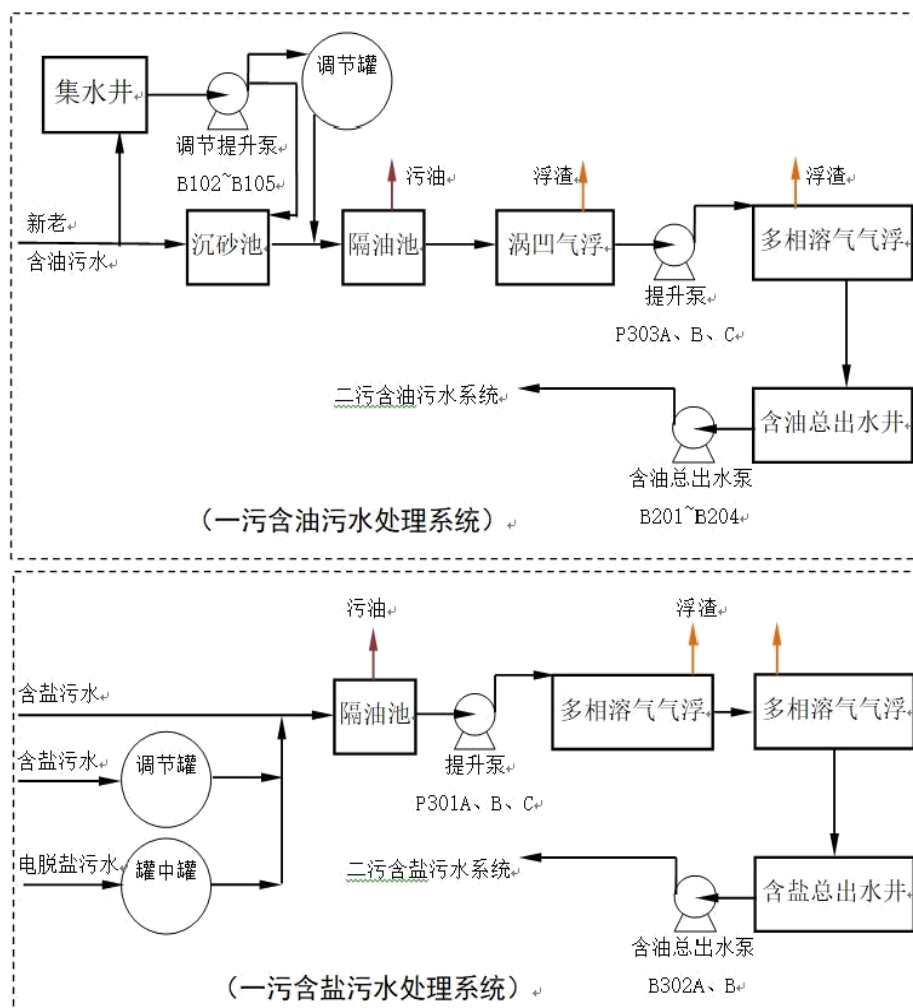 集水井
调节罐
调节提升泵
B102~B105
新老
含油污水
沉砂池
隔油池
污油
涡凹气浮
浮渣
提升泵
P303A、B、C
多相溶气气浮
浮渣
含油总出水井
含油总出水泵
B201~B204
二污含油污水系统
(一污含油污水处理系统)
含盐污水
含盐污水
调节罐
电脱盐污水
罐中罐
污油
隔油池
提升泵
P301A、B、C
浮渣
多相溶气气浮
多相溶气气浮
含盐总出水井
含油总出水泵
B302A、B
二污含盐污水系统
(一污含盐污水处理系统)